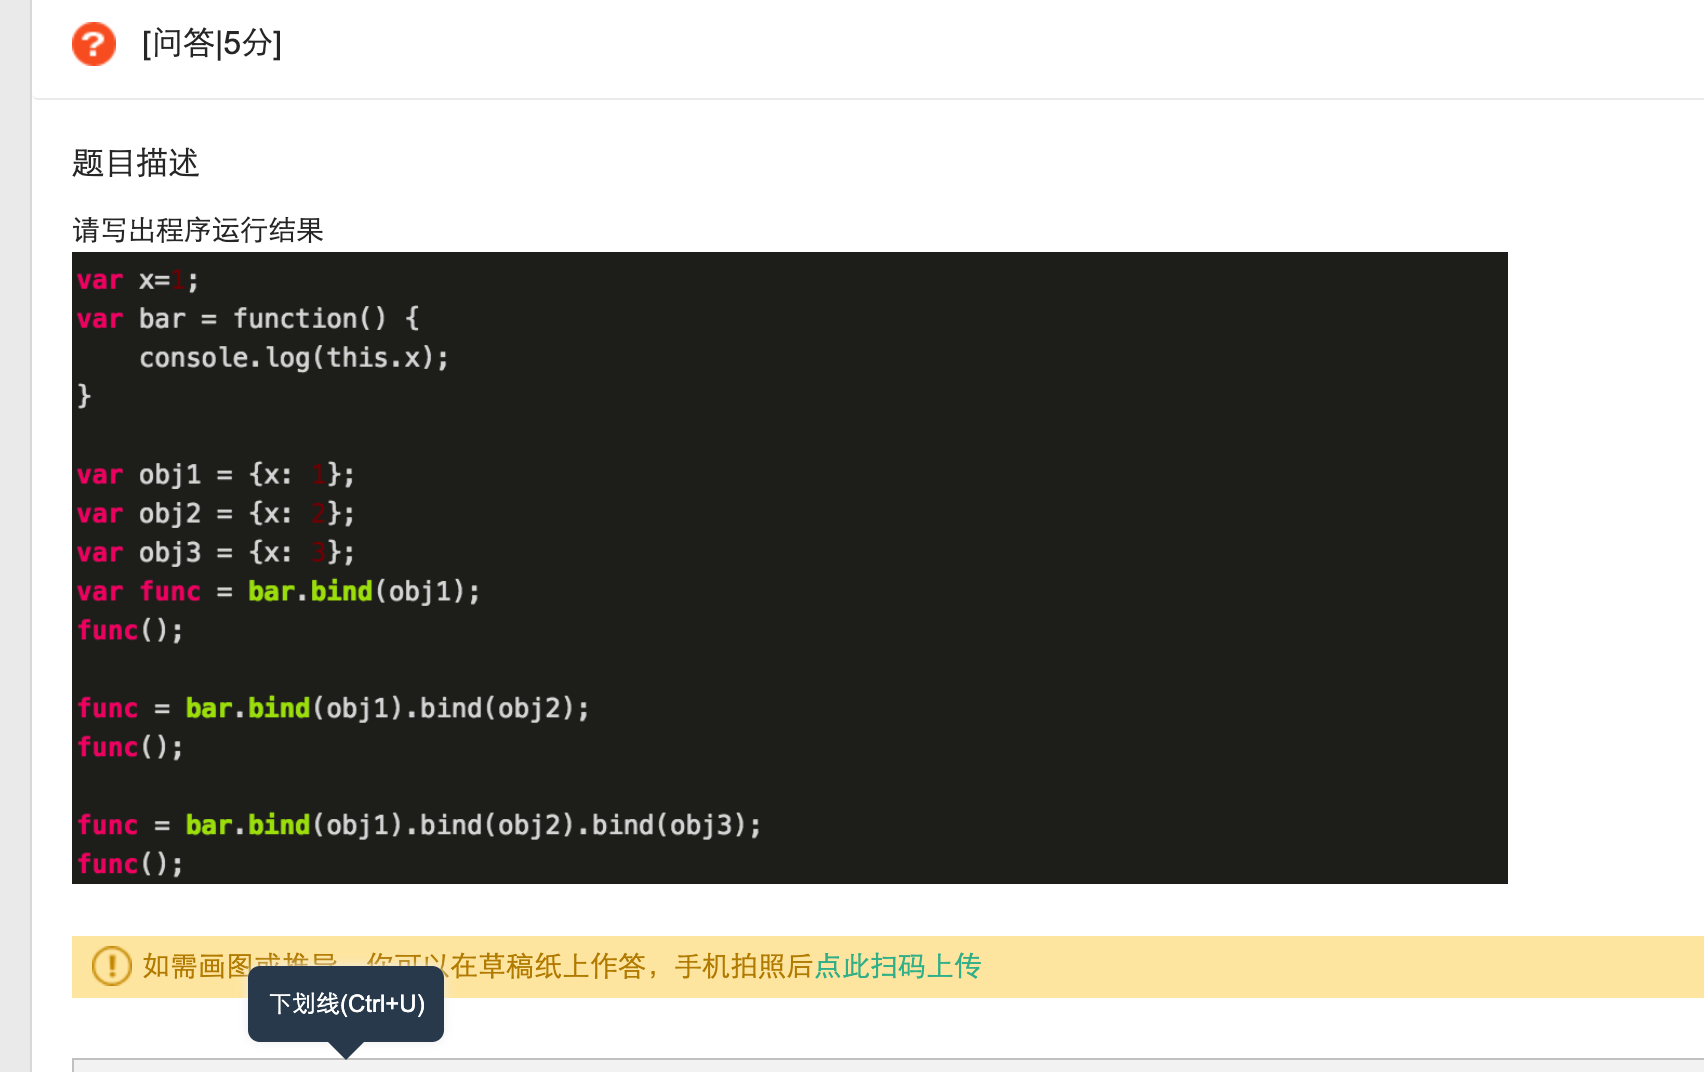 [问答|5分]
题目描述
请写出程序运行结果
var x=1;
var bar = function() {
    console.log(this.x);
}
var obj1 = {x: 1};
var obj2 = {x: 2};
var obj3 = {x: 3};
var func = bar.bind(obj1);
func();
func = bar.bind(obj1).bind(obj2);
func();
func = bar.bind(obj1).bind(obj2).bind(obj3);
func();
如需画图或推导，你可以在草稿纸上作答，手机拍照后点此扫码上传
下划线(Ctrl+U)